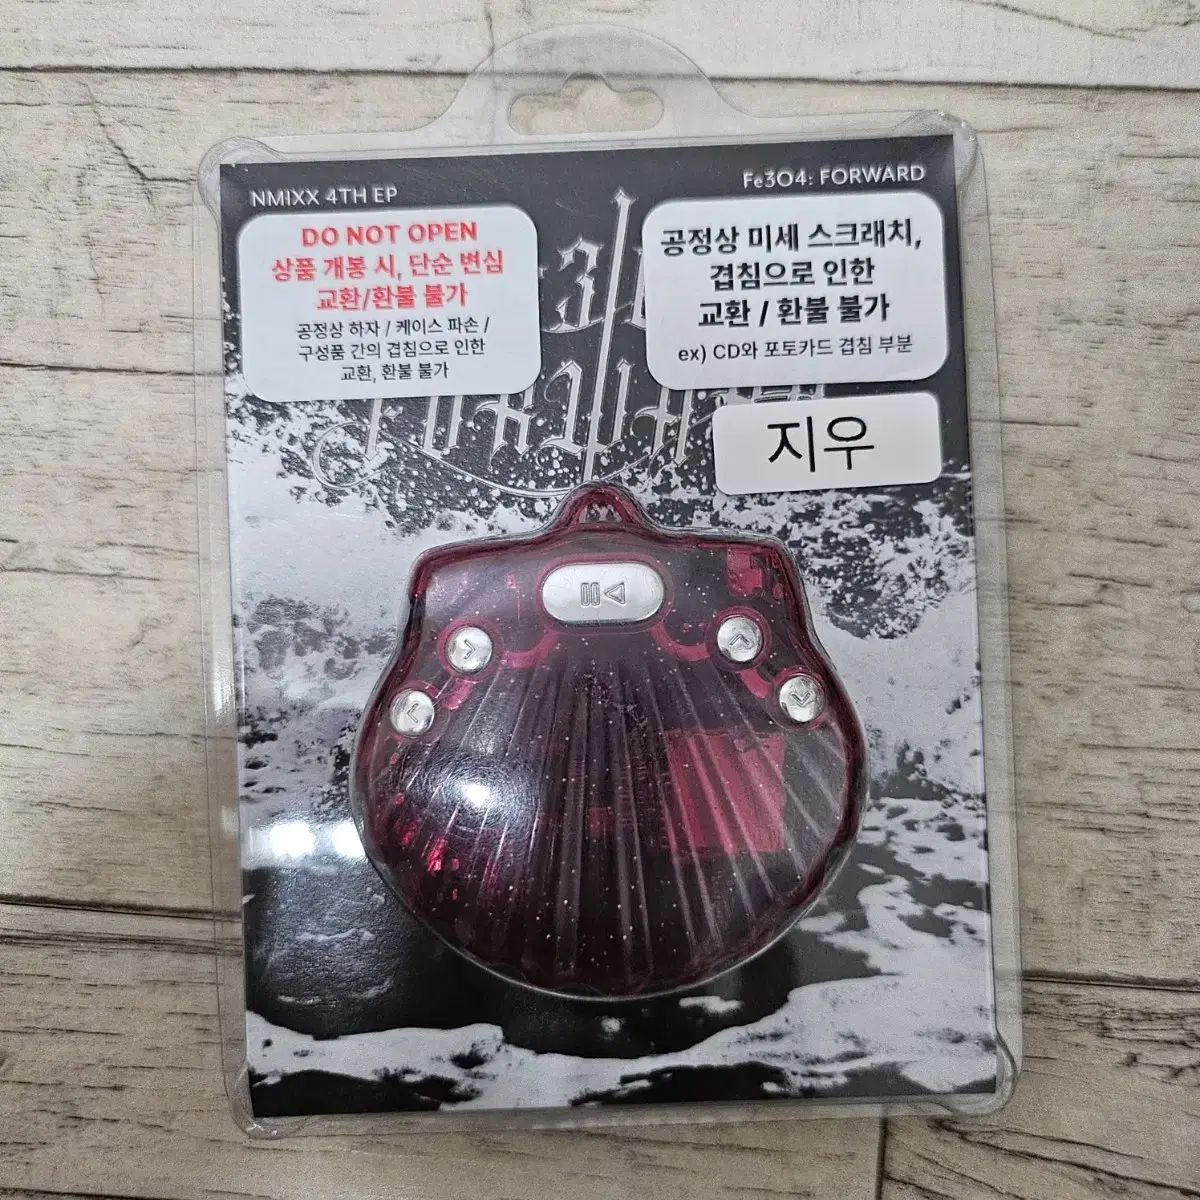 NMIXX 4TH EP
Fe3O4: FORWARD
DO NOT OPEN
상품 개봉 시, 단순 변심
교환/환불 불가
공정상 하자 / 케이스 파손 /
구성품 간의 겹침으로 인한
교환, 환불 불가
공정상 미세 스크래치,
겹침으로 인한
교환 / 환불 불가
ex) CD와 포토카드 겹침 부분
지우